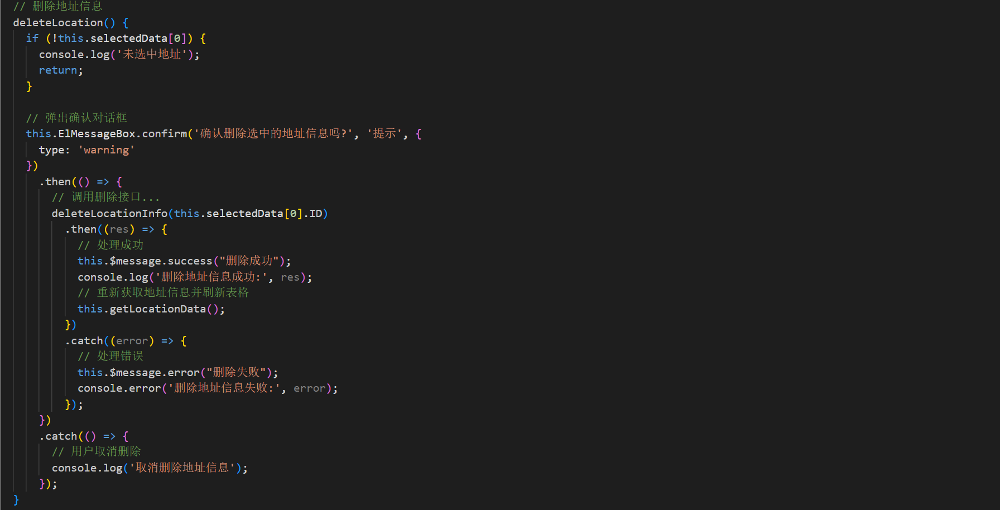 // 删除地址信息
deleteLocation() {
if (!this.selectedData[0]) {
console.log('未选中地址');
return;
}
// 弹出确认对话框
this.ElMessageBox.confirm('确认删除选中的地址信息吗?', '提示', {
type: 'warning'
})
.then(() => {
// 调用删除接口...
deleteLocationInfo(this.selectedData[0].ID)
.then((res) => {
// 处理成功
this.$message.success("删除成功");
console.log('删除地址信息成功:', res);
// 重新获取地址信息并刷新表格
this.getLocationData();
})
.catch((error) => {
// 处理错误
this.$message.error("删除失败");
console.error('删除地址信息失败:', error);
});
})
.catch(() => {
// 用户取消删除
console.log('取消删除地址信息');
});
}